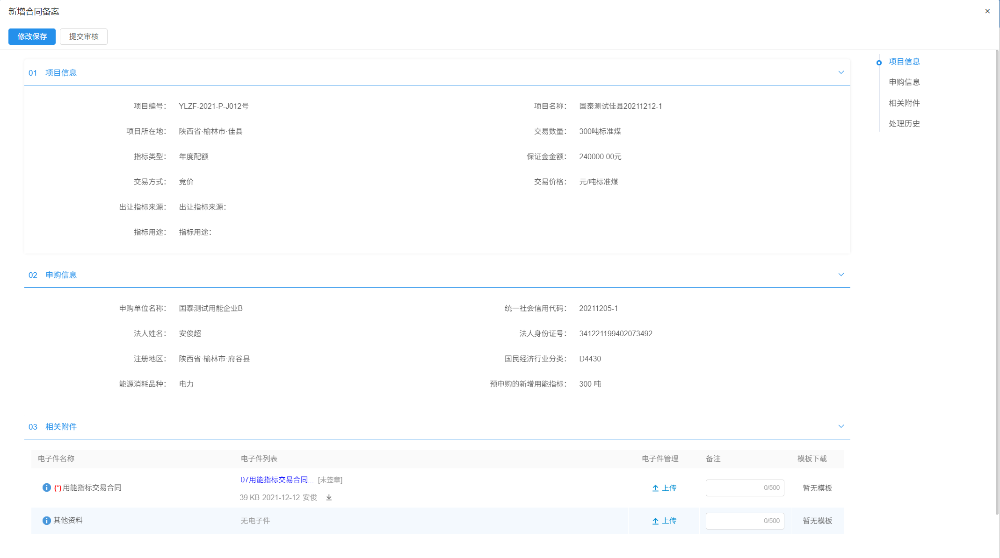 新增合同备案
修改保存 提交审核
01 项目信息
项目编号： YLZF-2021-P-J012号 项目名称： 国泰测试佳县20211212-1
项目所在地： 陕西省·榆林市·佳县 交易数量： 300吨标准煤
指标类型： 年度配额 保证金金额： 240000.00元
交易方式： 竞价 交易价格： 元/吨标准煤
出让指标来源： 出让指标来源：
指标用途： 指标用途：
02 申购信息
申购单位名称： 国泰测试用能企业B 统一社会信用代码： 20211205-1
法人姓名： 安俊超 法人身份证号： 341221199402073492
注册地区： 陕西省·榆林市·府谷县 国民经济行业分类： D4430
能源消耗品种： 电力 预申购的新增用能指标： 300 吨
03 相关附件
电子件名称 电子件列表 电子件管理 备注 模板下载
(*)用能指标交易合同 07用能指标交易合同... [未签章] 上传 0/500 暂无模板
39 KB 2021-12-12 安俊
其他资料 无电子件 上传 0/500 暂无模板
项目信息
申购信息
相关附件
处理历史